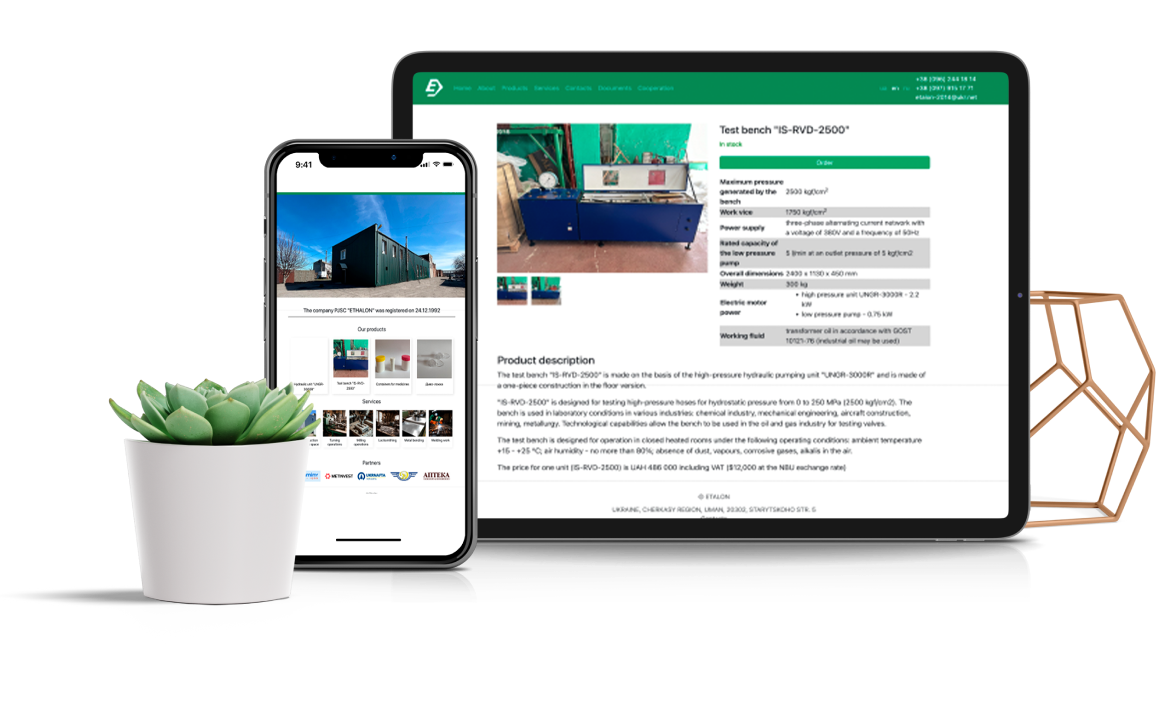 Home About Products Services Contacts Documents Cooperation
en
+38 (097) 815 17 71
etalon-2014@ukr.net
Test bench "IS-RVD-2500"
In stock
Order
Maximum pressure
generated by the
bench
2500 kgf/cm²
Work vice
1750 kgf/cm²
Power supply
three-phase alternating current network with
a voltage of 380V and a frequency of 50Hz
Rated capacity of
the low pressure
pump
5 l/min at an outlet pressure of 5 kgf/cm2
Overall dimensions
2400 x 1130 x 450 mm
Weight
300 kg
Electric motor
power
• high pressure unit UNGR-3000R - 2.2
kW
• low pressure pump - 0.75 kW
Working fluid
transformer oil in accordance with GOST
10121-76 (industrial oil may be used)
Product description
The test bench "IS-RVD-2500" is made on the basis of the high-pressure hydraulic pumping unit "UNGR-3000R" and is made of
a one-piece construction in the floor version.
"IS-RVD-2500" is designed for testing high-pressure hoses for hydrostatic pressure from 0 to 250 MPa (2500 kgf/cm2). The
bench is used in laboratory conditions in various industries: chemical industry, mechanical engineering, aircraft construction,
mining, metallurgy. Technological capabilities allow the bench to be used in the oil and gas industry for testing valves.
The test bench is designed for operation in closed heated rooms under the following operating conditions: ambient temperature
+15 - +25 °C; air humidity - no more than 80%; absence of dust, vapours, corrosive gases, alkalis in the air.
The price for one unit (IS-RVD-2500) is UAH 486 000 including VAT ($12,000 at the NBU exchange rate)
© ETALON
UKRAINE, CHERKASY REGION, UMAN, 20302, STARYTSKOHO STR. 5
9:41
The company PJSC "ETHALON" was registered on 24.12.1992
Our products
Hydraulic unit "UNGR-
3000R"
Test bench "IS-RVD-
2500"
Containers for medicines
Services
Turning
operations
Milling
operations
Locksmithing
Metal bending
Welding work
Partners
METINVEST
UKRNAFTA
АПТЕКА